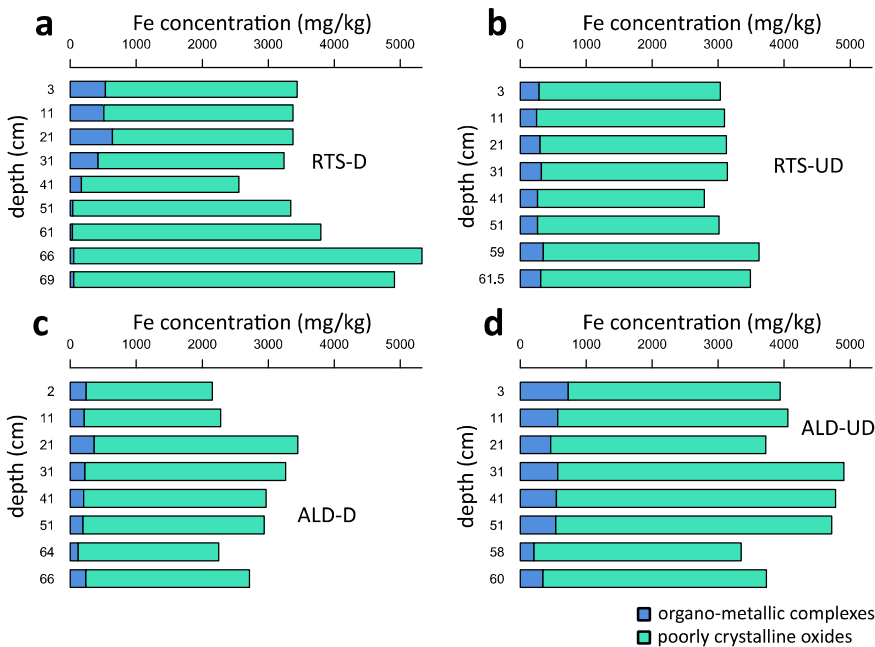 a
Fe concentration (mg/kg)
0 1000 2000 3000 4000 5000
depth (cm)
3
11
21
31
41
51
61
66
69
RTS-D
b
Fe concentration (mg/kg)
0 1000 2000 3000 4000 5000
depth (cm)
3
11
21
31
41
51
59
61.5
RTS-UD
c
Fe concentration (mg/kg)
0 1000 2000 3000 4000 5000
depth (cm)
2
11
21
31
41
51
64
66
ALD-D
d
Fe concentration (mg/kg)
0 1000 2000 3000 4000 5000
depth (cm)
3
11
21
31
41
51
58
60
ALD-UD
organo-metallic complexes
poorly crystalline oxides